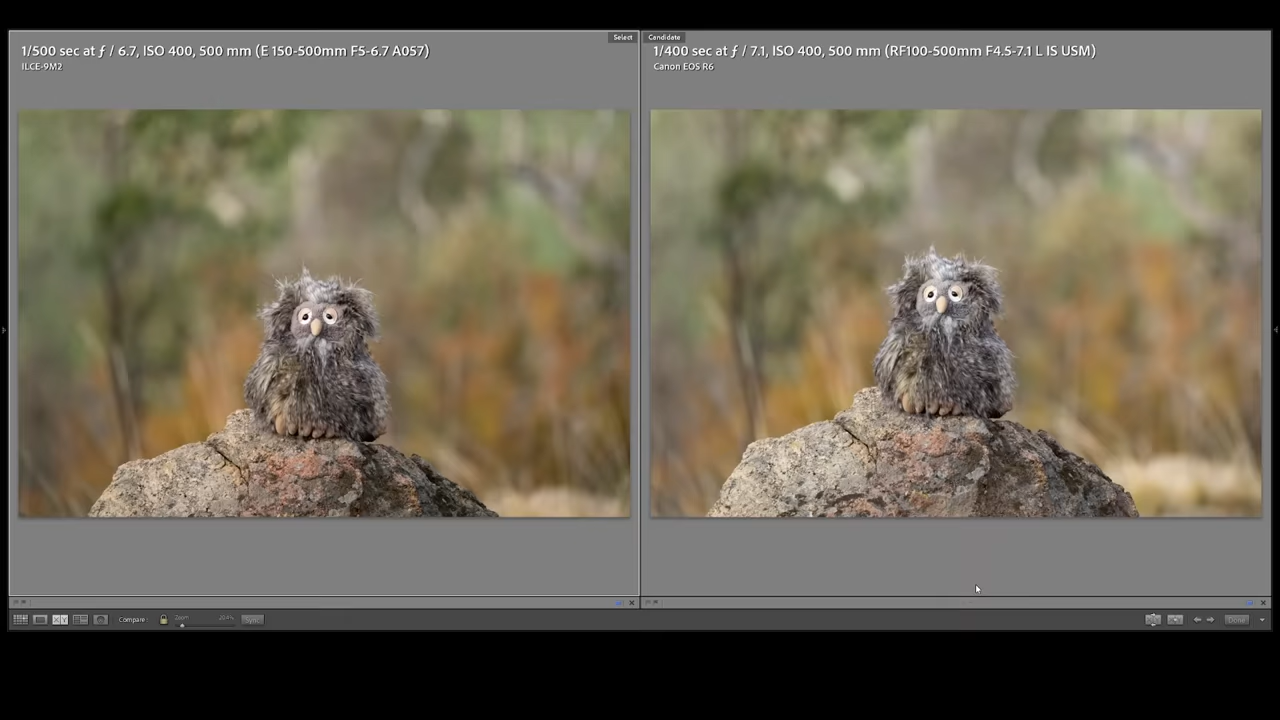 1/500 sec at ƒ / 6.7, ISO 400, 500 mm (E 150-500mm F5-6.7 A057)
ILCE-9M2
Select
Candidate
1/400 sec at ƒ / 7.1, ISO 400, 500 mm (RF100-500mm F4.5-7.1 L IS USM)
Canon EOS R6
Compare :
Zoom
Sync
Done